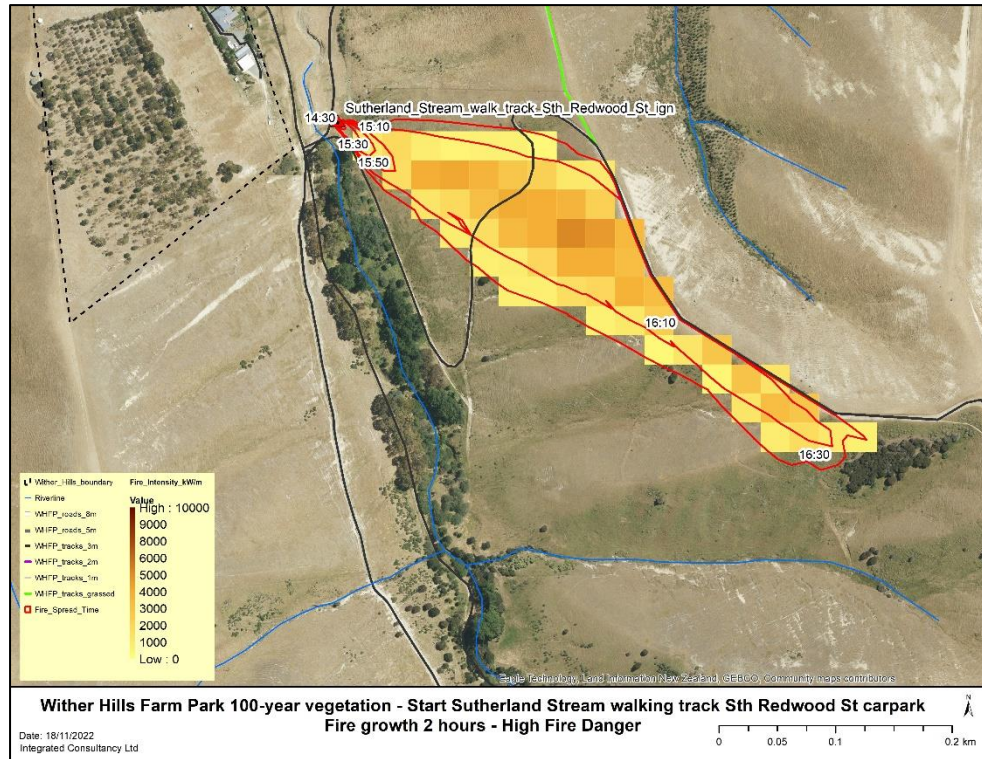 Sutherland_Stream_walk_track_Sth_Redwood_St_ign
14:30
15:10
15:30
15:50
16:10
16:30
Wither_Hills_boundary
Riverline
WHFP_roads_8m
WHFP_roads_5m
WHFP_tracks_3m
WHFP_tracks_2m
WHFP_tracks_1m
WHFP_tracks_grassed
Fire_Spread_Time
Fire_Intensity_kW/m
Value
High : 10000
9000
8000
7000
6000
5000
4000
3000
2000
1000
Low : 0
Eagle Technology, Land Information New Zealand, GEBCO, Community maps contributors
Wither Hills Farm Park 100-year vegetation - Start Sutherland Stream walking track Sth Redwood St carpark
Fire growth 2 hours - High Fire Danger
Date: 18/11/2022
Integrated Consultancy Ltd
N
0 0.05 0.1 0.2 km